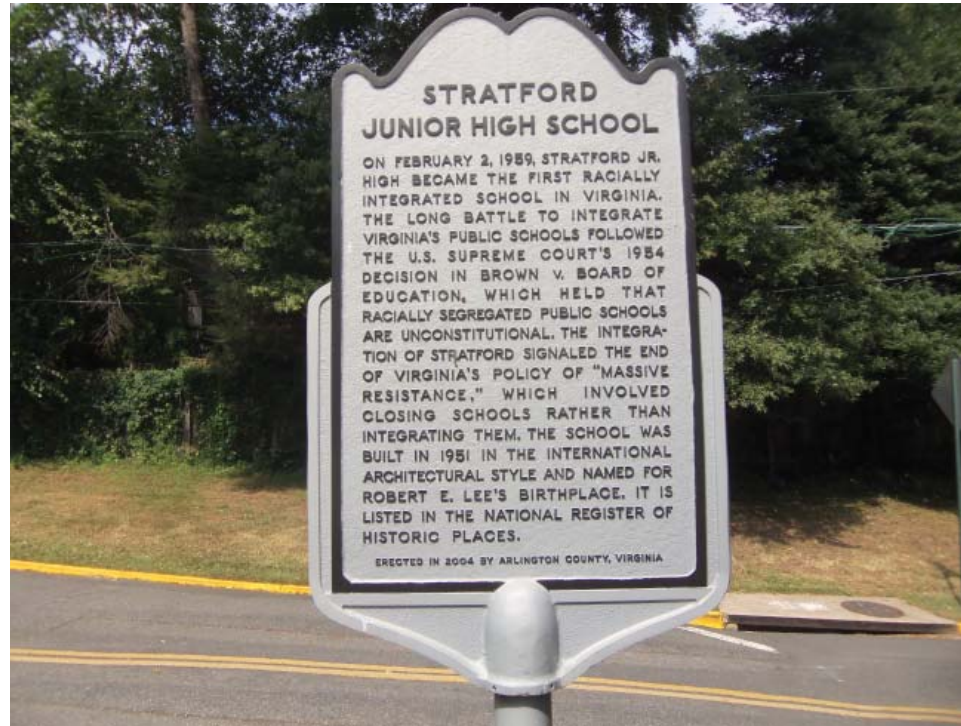 STRATFORD
JUNIOR HIGH SCHOOL
ON FEBRUARY 2, 1959, STRATFORD JR.
HIGH BECAME THE FIRST RACIALLY
INTEGRATED SCHOOL IN VIRGINIA.
THE LONG BATTLE TO INTEGRATE
VIRGINIA'S PUBLIC SCHOOLS FOLLOWED
THE U.S. SUPREME COURT'S 1954
DECISION IN BROWN V. BOARD OF
EDUCATION, WHICH HELD THAT
RACIALLY SEGREGATED PUBLIC SCHOOLS
ARE UNCONSTITUTIONAL. THE INTEGRA-
TION OF STRATFORD SIGNALED THE END
OF VIRGINIA'S POLICY OF "MASSIVE
RESISTANCE," WHICH INVOLVED
CLOSING SCHOOLS RATHER THAN
INTEGRATING THEM. THE SCHOOL WAS
BUILT IN 1951 IN THE INTERNATIONAL
ARCHITECTURAL STYLE AND NAMED FOR
ROBERT E. LEE'S BIRTHPLACE. IT IS
LISTED IN THE NATIONAL REGISTER OF
HISTORIC PLACES.
ERECTED IN 2004 BY ARLINGTON COUNTY, VIRGINIA